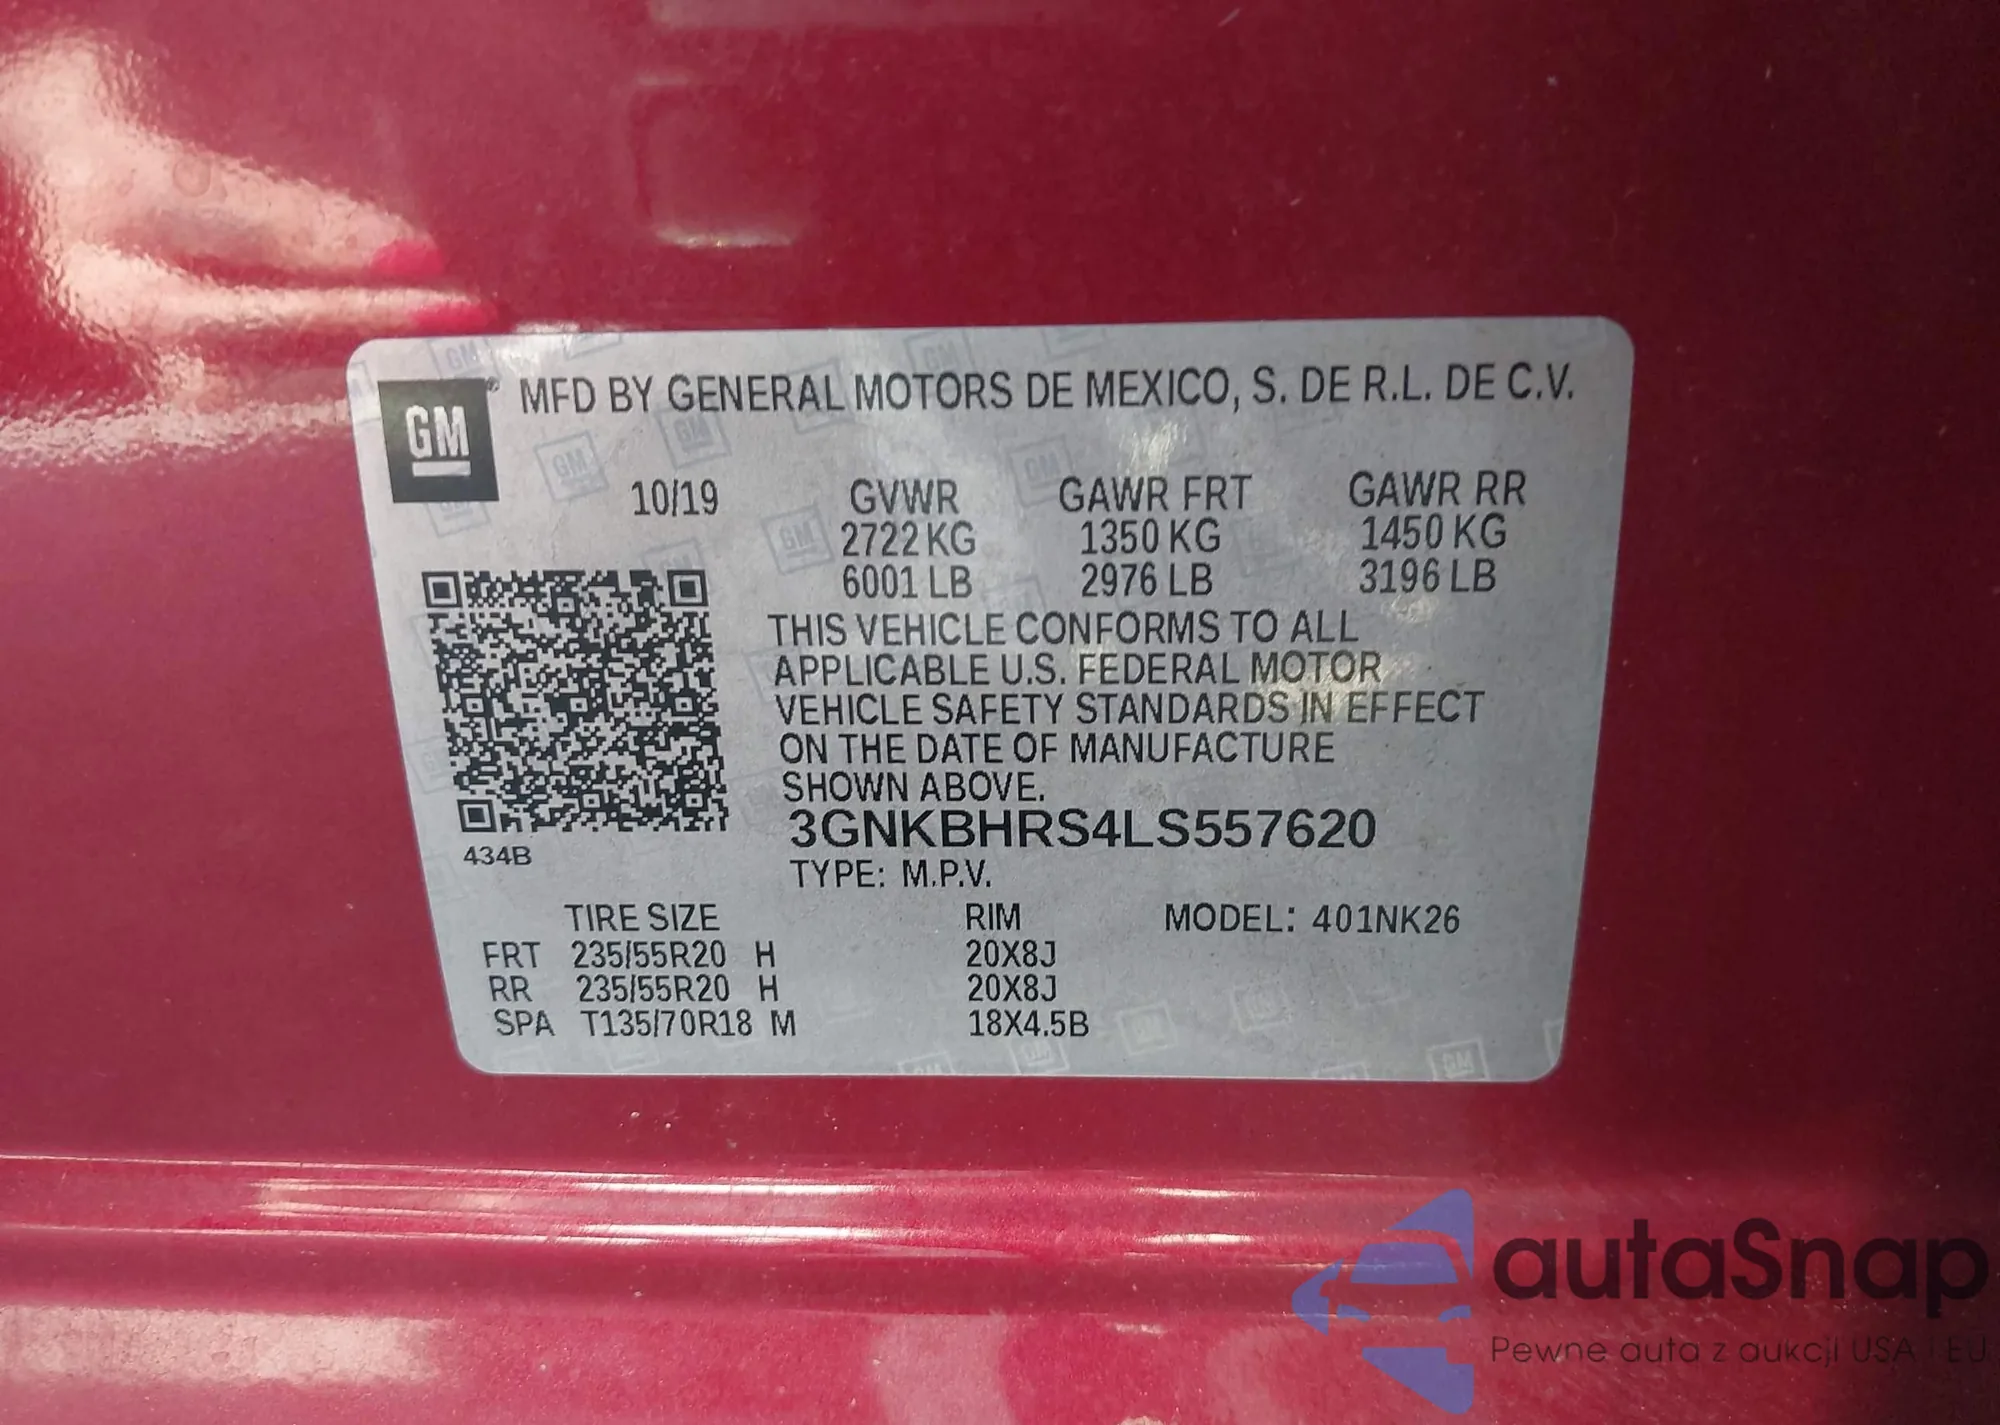 GM
MFD BY GENERAL MOTORS DE MEXICO, S. DE R.L. DE C.V.
10/19 GVWR GAWR FRT GAWR RR
2722 KG 1350 KG 1450 KG
6001 LB 2976 LB 3196 LB
THIS VEHICLE CONFORMS TO ALL
APPLICABLE U.S. FEDERAL MOTOR
VEHICLE SAFETY STANDARDS IN EFFECT
ON THE DATE OF MANUFACTURE
SHOWN ABOVE.
3GNKBHRS4LS557620
434B
TYPE: M.P.V.
TIRE SIZE RIM MODEL: 401NK26
FRT 235/55R20 H 20X8J
RR 235/55R20 H 20X8J
SPA T135/70R18 M 18X4.5B
autaSnap
Pewne auta z aukcji USA i EU